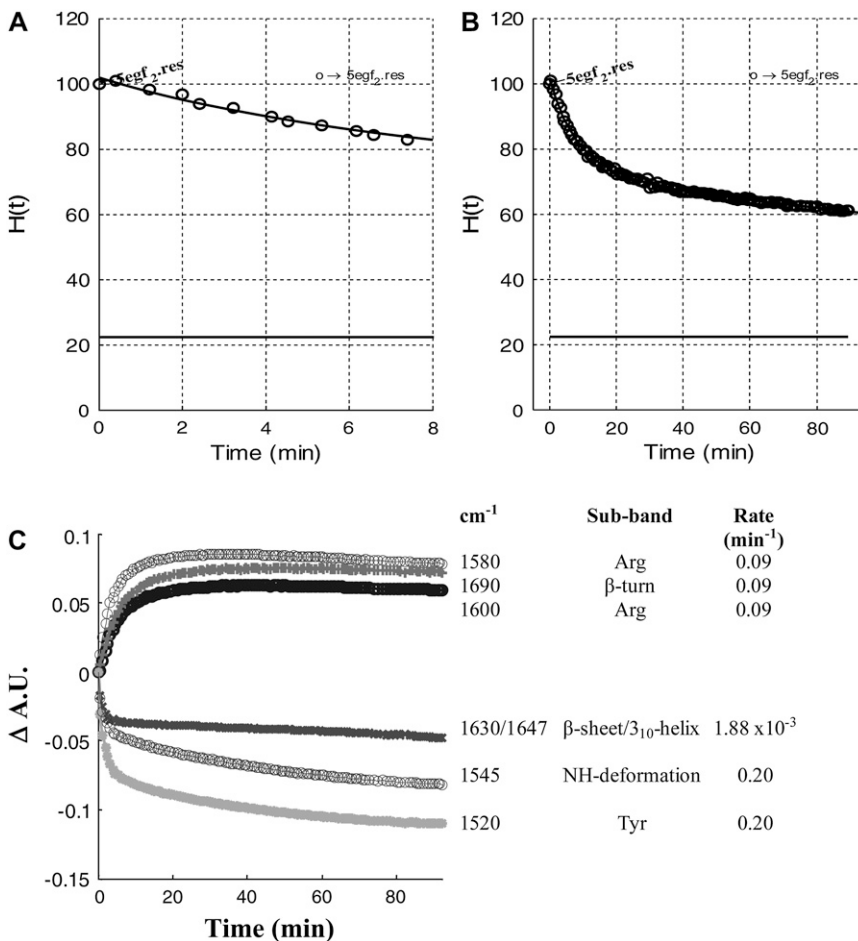 A
B
120
100
80
60
40
20
0
H(t)
5egf₂.res
o → 5egf₂.res
0 2 4 6 8
Time (min)
120
100
80
60
40
20
0
H(t)
5egf₂.res
o → 5egf₂.res
0 20 40 60 80
Time (min)
C
0.1
0.05
0
-0.05
-0.1
-0.15
Δ A.U.
0 20 40 60 80
Time (min)
cm⁻¹ Sub-band Rate
(min⁻¹)
1580 Arg 0.09
1690 β-turn 0.09
1600 Arg 0.09
1630/1647 β-sheet/3₁₀-helix 1.88 x10⁻³
1545 NH-deformation 0.20
1520 Tyr 0.20